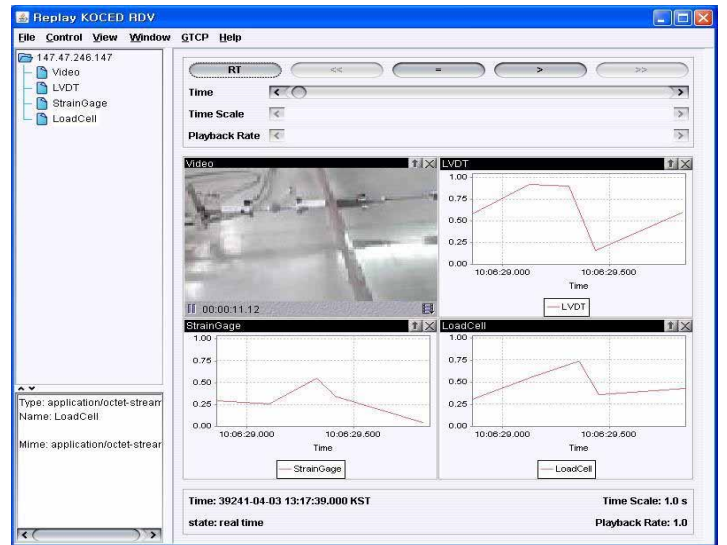 Replay KOCED RDV
File Control View Window GTCP Help
147.47.246.147
Video
LVDT
StrainGage
LoadCell
RT << = > >>
Time
Time Scale
Playback Rate
Video
00:00:11.12
LVDT
1.00
0.75
0.50
0.25
0.00
10:06:29.000 10:06:29.500
Time
LVDT
StrainGage
1.00
0.75
0.50
0.25
0.00
10:06:29.000 10:06:29.500
Time
StrainGage
LoadCell
1.00
0.75
0.50
0.25
0.00
10:06:29.000 10:06:29.500
Time
LoadCell
Type: application/octet-stream
Name: LoadCell
Mime: application/octet-strear
Time: 39241-04-03 13:17:39.000 KST
Time Scale: 1.0 s
state: real time
Playback Rate: 1.0